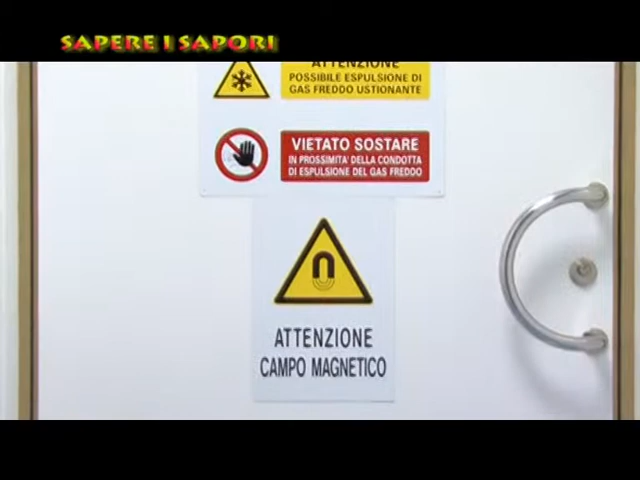 SAPERE I SAPORI
ATTENZIONE
POSSIBILE ESPULSIONE DI
GAS FREDDO USTIONANTE
VIETATO SOSTARE
IN PROSSIMITA' DELLA CONDOTTA
DI ESPULSIONE DEL GAS FREDDO
ATTENZIONE
CAMPO MAGNETICO